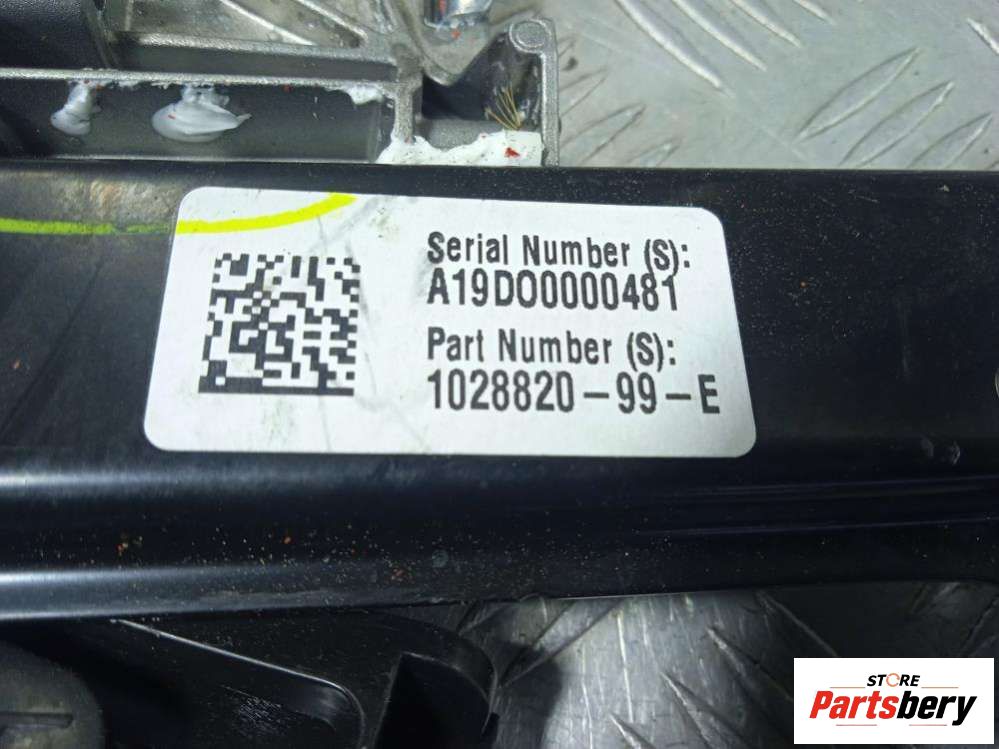 Serial Number (S):
A19D00000481
Part Number (S):
1028820-99-E
STORE
Partsbery